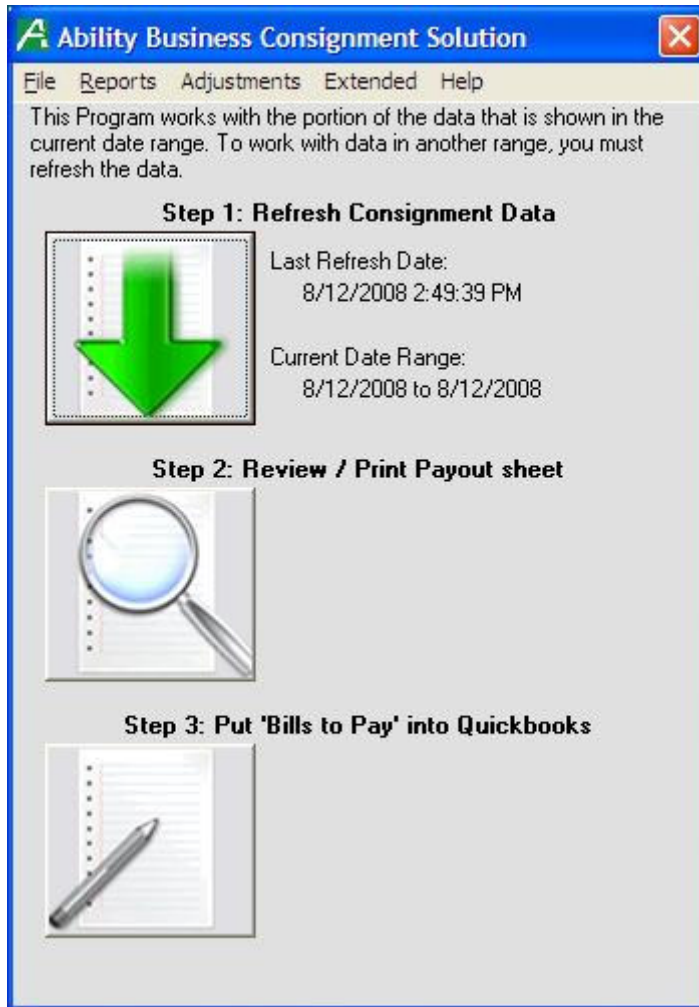 Ability Business Consignment Solution
File Reports Adjustments Extended Help
This Program works with the portion of the data that is shown in the
current date range. To work with data in another range, you must
refresh the data.
Step 1: Refresh Consignment Data
Last Refresh Date:
8/12/2008 2:49:39 PM
Current Date Range:
8/12/2008 to 8/12/2008
Step 2: Review / Print Payout sheet
Step 3: Put 'Bills to Pay' into Quickbooks